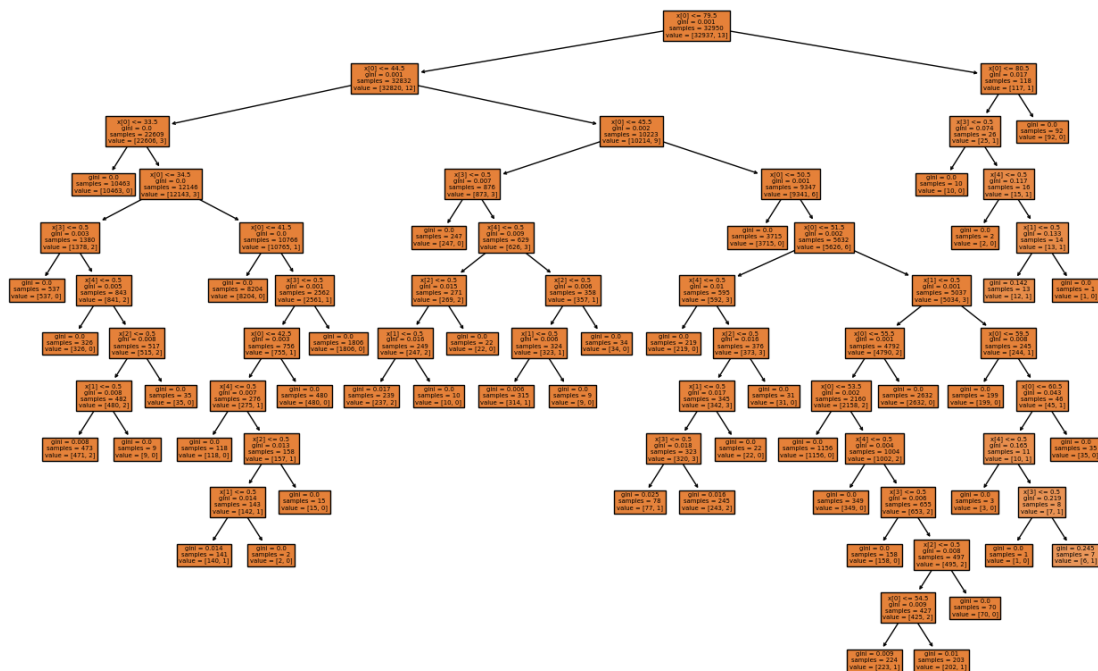 x[0] <= 79.5
gini = 0.001
samples = 32950
value = [32937, 13]
x[0] <= 44.5
gini = 0.001
samples = 32832
value = [32820, 12]
x[0] <= 80.5
gini = 0.017
samples = 118
value = [117, 1]
x[0] <= 33.5
gini = 0.0
samples = 22609
value = [22606, 3]
x[0] <= 45.5
gini = 0.002
samples = 10223
value = [10214, 9]
x[3] <= 0.5
gini = 0.074
samples = 26
value = [25, 1]
gini = 0.0
samples = 92
value = [92, 0]
gini = 0.0
samples = 10463
value = [10463, 0]
x[0] <= 34.5
gini = 0.0
samples = 12146
value = [12143, 3]
x[3] <= 0.5
gini = 0.007
samples = 876
value = [873, 3]
x[0] <= 50.5
gini = 0.001
samples = 9347
value = [9341, 6]
gini = 0.0
samples = 10
value = [10, 0]
x[4] <= 0.5
gini = 0.117
samples = 16
value = [15, 1]
x[3] <= 0.5
gini = 0.003
samples = 1380
value = [1378, 2]
x[0] <= 41.5
gini = 0.0
samples = 10766
value = [10765, 1]
gini = 0.0
samples = 247
value = [247, 0]
x[4] <= 0.5
gini = 0.009
samples = 629
value = [626, 3]
gini = 0.0
samples = 3715
value = [3715, 0]
x[0] <= 51.5
gini = 0.002
samples = 5632
value = [5626, 6]
gini = 0.0
samples = 2
value = [2, 0]
x[1] <= 0.5
gini = 0.133
samples = 14
value = [13, 1]
gini = 0.0
samples = 537
value = [537, 0]
x[4] <= 0.5
gini = 0.005
samples = 843
value = [841, 2]
gini = 0.0
samples = 8204
value = [8204, 0]
x[3] <= 0.5
gini = 0.001
samples = 2562
value = [2561, 1]
x[2] <= 0.5
gini = 0.015
samples = 271
value = [269, 2]
x[2] <= 0.5
gini = 0.006
samples = 358
value = [357, 1]
x[4] <= 0.5
gini = 0.01
samples = 595
value = [592, 3]
x[1] <= 0.5
gini = 0.001
samples = 5037
value = [5034, 3]
gini = 0.142
samples = 13
value = [12, 1]
gini = 0.0
samples = 1
value = [1, 0]
gini = 0.0
samples = 326
value = [326, 0]
x[2] <= 0.5
gini = 0.008
samples = 517
value = [515, 2]
x[0] <= 42.5
gini = 0.003
samples = 756
value = [755, 1]
gini = 0.0
samples = 1806
value = [1806, 0]
x[1] <= 0.5
gini = 0.016
samples = 249
value = [247, 2]
gini = 0.0
samples = 22
value = [22, 0]
x[1] <= 0.5
gini = 0.006
samples = 324
value = [323, 1]
gini = 0.0
samples = 34
value = [34, 0]
gini = 0.0
samples = 219
value = [219, 0]
x[2] <= 0.5
gini = 0.016
samples = 376
value = [373, 3]
x[0] <= 55.5
gini = 0.001
samples = 4792
value = [4790, 2]
x[0] <= 59.5
gini = 0.008
samples = 245
value = [244, 1]
x[1] <= 0.5
gini = 0.008
samples = 482
value = [480, 2]
gini = 0.0
samples = 35
value = [35, 0]
x[4] <= 0.5
gini = 0.007
samples = 276
value = [275, 1]
gini = 0.0
samples = 480
value = [480, 0]
gini = 0.017
samples = 239
value = [237, 2]
gini = 0.0
samples = 10
value = [10, 0]
gini = 0.006
samples = 315
value = [314, 1]
gini = 0.0
samples = 9
value = [9, 0]
x[1] <= 0.5
gini = 0.017
samples = 345
value = [342, 3]
gini = 0.0
samples = 31
value = [31, 0]
x[0] <= 53.5
gini = 0.002
samples = 2160
value = [2158, 2]
gini = 0.0
samples = 2632
value = [2632, 0]
gini = 0.0
samples = 199
value = [199, 0]
x[0] <= 60.5
gini = 0.043
samples = 46
value = [45, 1]
gini = 0.008
samples = 473
value = [471, 2]
gini = 0.0
samples = 9
value = [9, 0]
gini = 0.0
samples = 118
value = [118, 0]
x[2] <= 0.5
gini = 0.013
samples = 158
value = [157, 1]
x[3] <= 0.5
gini = 0.018
samples = 323
value = [320, 3]
gini = 0.0
samples = 22
value = [22, 0]
gini = 0.0
samples = 1156
value = [1156, 0]
x[4] <= 0.5
gini = 0.004
samples = 1004
value = [1002, 2]
x[4] <= 0.5
gini = 0.165
samples = 11
value = [10, 1]
gini = 0.0
samples = 35
value = [35, 0]
x[1] <= 0.5
gini = 0.014
samples = 143
value = [142, 1]
gini = 0.0
samples = 15
value = [15, 0]
gini = 0.025
samples = 78
value = [77, 1]
gini = 0.016
samples = 245
value = [243, 2]
gini = 0.0
samples = 349
value = [349, 0]
x[3] <= 0.5
gini = 0.006
samples = 655
value = [653, 2]
gini = 0.0
samples = 3
value = [3, 0]
x[3] <= 0.5
gini = 0.219
samples = 8
value = [7, 1]
gini = 0.014
samples = 141
value = [140, 1]
gini = 0.0
samples = 2
value = [2, 0]
gini = 0.0
samples = 158
value = [158, 0]
x[2] <= 0.5
gini = 0.008
samples = 497
value = [495, 2]
gini = 0.0
samples = 1
value = [1, 0]
gini = 0.245
samples = 7
value = [6, 1]
x[0] <= 54.5
gini = 0.009
samples = 427
value = [425, 2]
gini = 0.0
samples = 70
value = [70, 0]
gini = 0.009
samples = 224
value = [223, 1]
gini = 0.01
samples = 203
value = [202, 1]